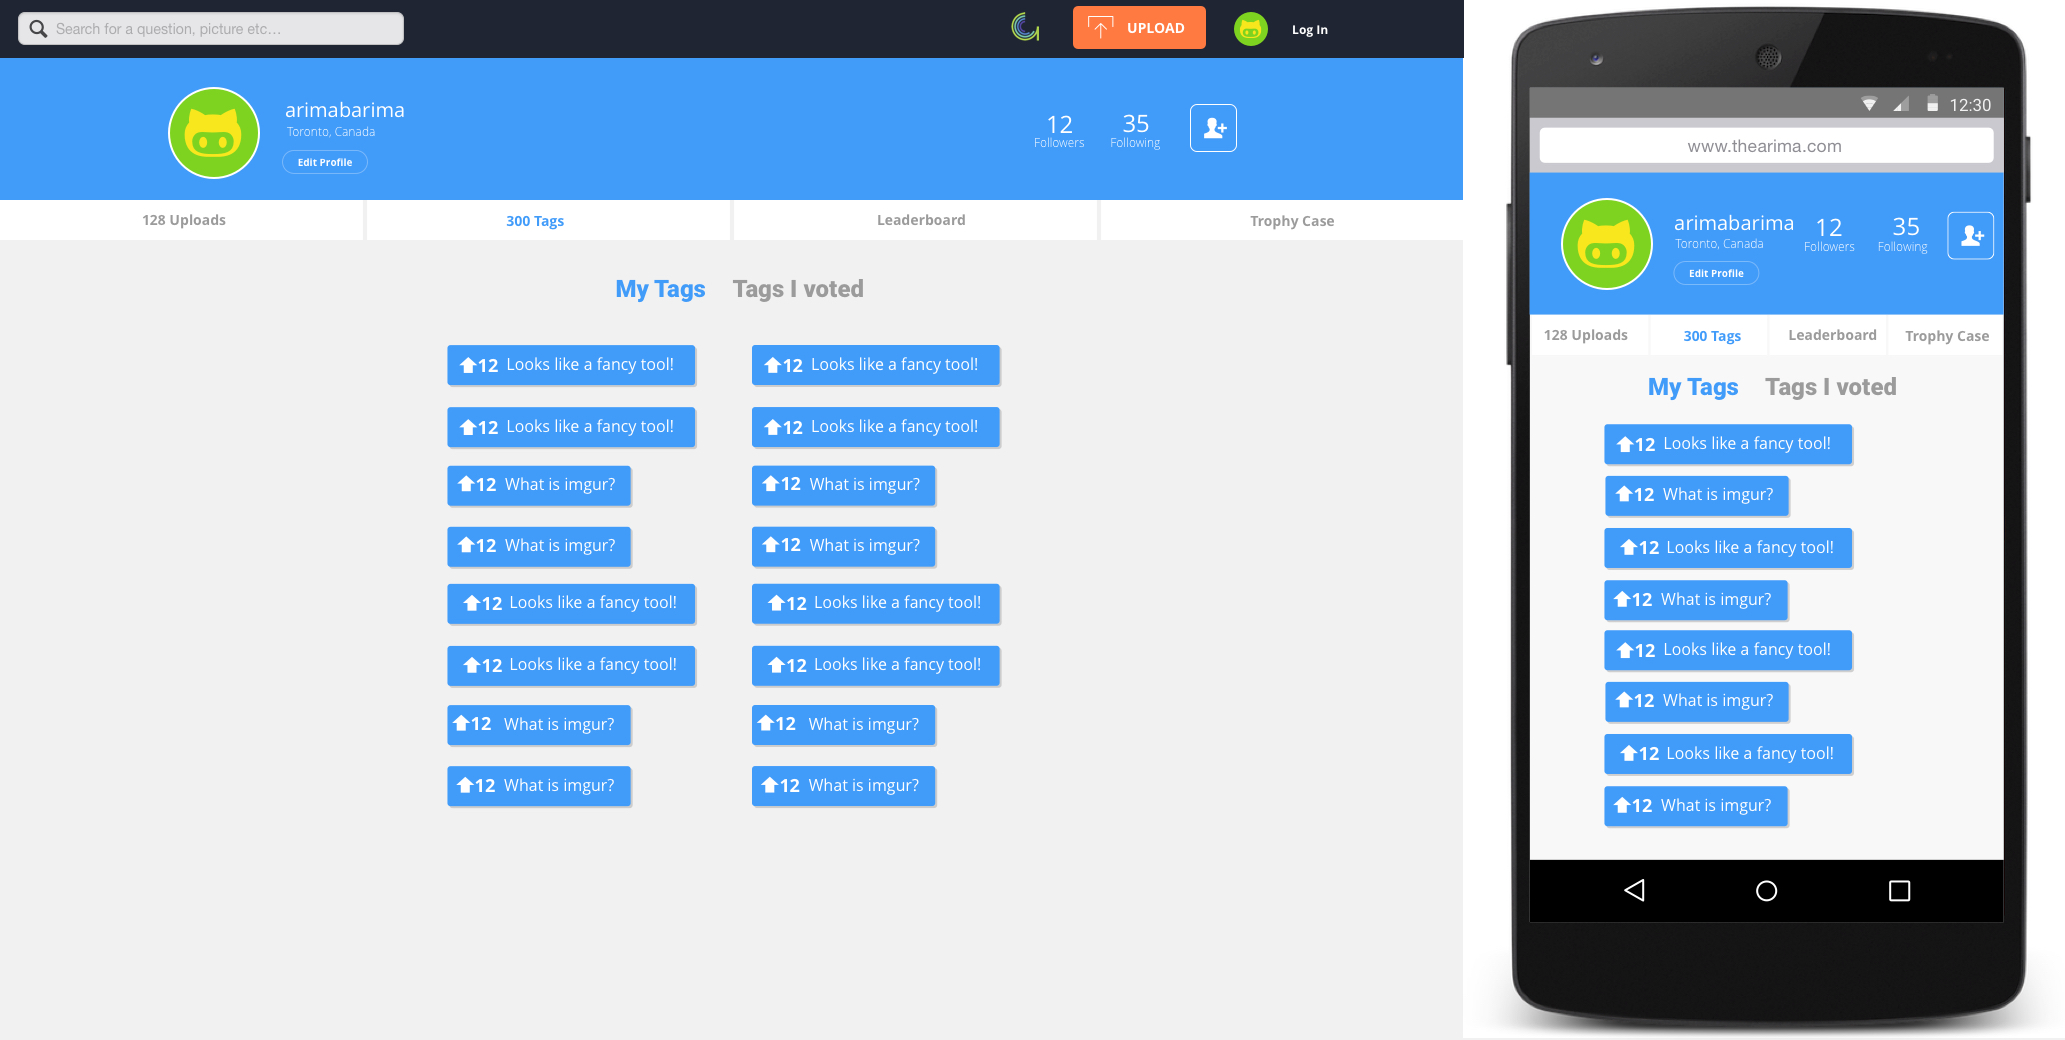 Search for a question, picture etc...
UPLOAD
Log In
arimabarima
Toronto, Canada
Edit Profile
12
Followers
35
Following
128 Uploads
300 Tags
Leaderboard
Trophy Case
My Tags
Tags I voted
12 Looks like a fancy tool!
12 Looks like a fancy tool!
12 Looks like a fancy tool!
12 Looks like a fancy tool!
12 What is imgur?
12 What is imgur?
12 What is imgur?
12 What is imgur?
12 Looks like a fancy tool!
12 Looks like a fancy tool!
12 Looks like a fancy tool!
12 Looks like a fancy tool!
12 What is imgur?
12 What is imgur?
12 What is imgur?
12 What is imgur?
12:30
www.thearima.com
arimabarima
Toronto, Canada
Edit Profile
12
Followers
35
Following
128 Uploads
300 Tags
Leaderboard
Trophy Case
My Tags
Tags I voted
12 Looks like a fancy tool!
12 What is imgur?
12 Looks like a fancy tool!
12 What is imgur?
12 Looks like a fancy tool!
12 What is imgur?
12 Looks like a fancy tool!
12 What is imgur?